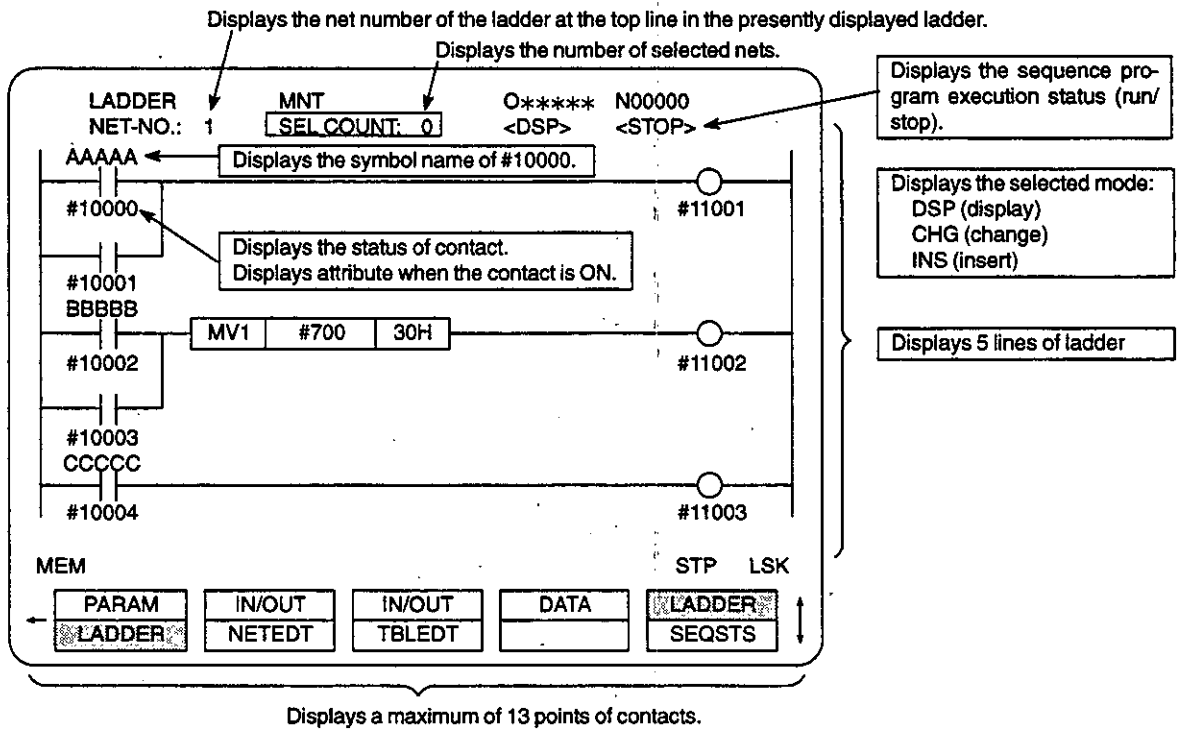 Displays the net number of the ladder at the top line in the presently displayed ladder.
Displays the number of selected nets.
LADDER MNT O***** N00000
NET-NO.: 1 SEL COUNT: 0 <DSP> <STOP>
Displays the sequence pro-
gram execution status (run/
stop).
AAAAA
Displays the symbol name of #10000.
#10000
#11001
Displays the selected mode:
DSP (display)
CHG (change)
INS (insert)
Displays the status of contact.
Displays attribute when the contact is ON.
#10001
BBBBB
MV1 #700 30H
#10002
#11002
Displays 5 lines of ladder
#10003
CCCCC
#10004
#11003
MEM STP LSK
PARAM IN/OUT IN/OUT DATA LADDER
LADDER NETEDT TBLEDT SEQSTS
Displays a maximum of 13 points of contacts.